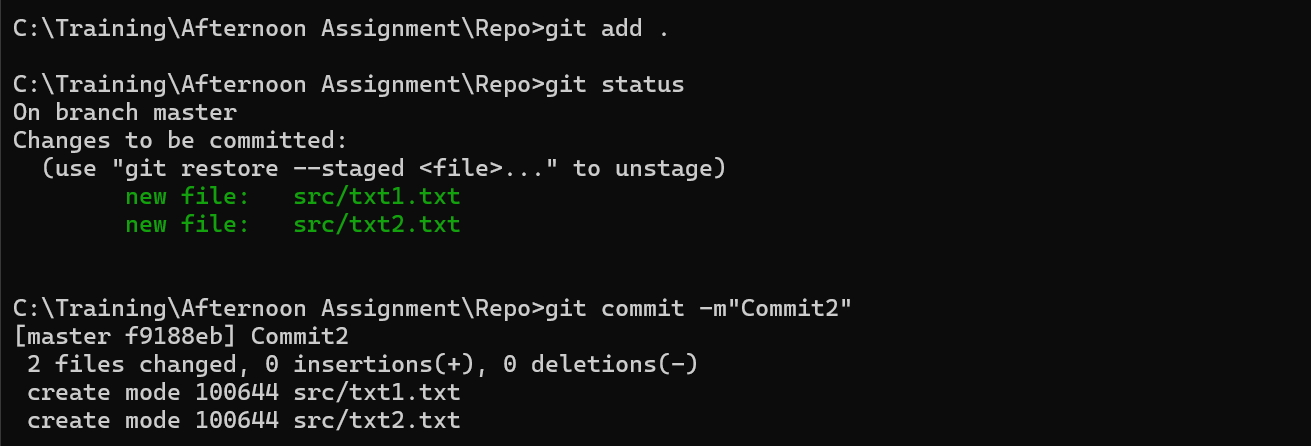 C:\Training\Afternoon Assignment\Repo>git add .
C:\Training\Afternoon Assignment\Repo>git status
On branch master
Changes to be committed:
  (use "git restore --staged <file>..." to unstage)
        new file:   src/txt1.txt
        new file:   src/txt2.txt
C:\Training\Afternoon Assignment\Repo>git commit -m"Commit2"
[master f9188eb] Commit2
 2 files changed, 0 insertions(+), 0 deletions(-)
 create mode 100644 src/txt1.txt
 create mode 100644 src/txt2.txt